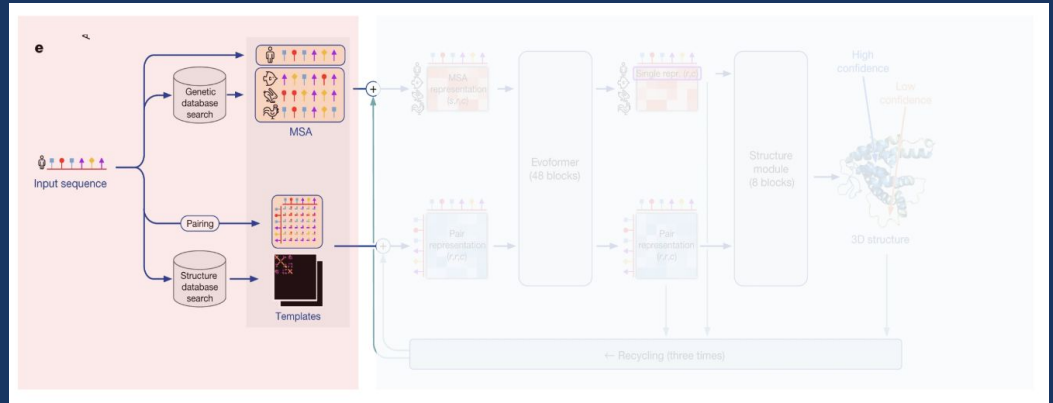 e
Genetic
database
search
MSA
Input sequence
Pairing
Structure
database
search
Templates
MSA
representation
(s,r,c)
Evoformer
(48 blocks)
Single repr. (r,c)
Pair
representation
(r,r,c)
Pair
representation
(r,r,c)
Structure
module
(8 blocks)
High
confidence
Low
confidence
3D structure
← Recycling (three times)